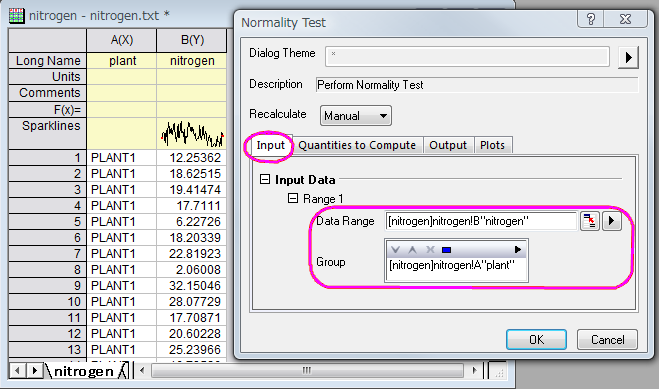 nitrogen - nitrogen.txt *
A(X) B(Y)
Long Name plant nitrogen
Units
Comments
F(x)=
Sparklines
1 PLANT1 12.25362
2 PLANT1 18.62515
3 PLANT1 19.41474
4 PLANT1 17.7111
5 PLANT1 6.22726
6 PLANT1 18.20339
7 PLANT1 22.81923
8 PLANT1 2.06008
9 PLANT1 32.15046
10 PLANT1 28.07729
11 PLANT1 17.70871
12 PLANT1 20.60228
13 PLANT1 25.23966
nitrogen
Normality Test
Dialog Theme *
Description Perform Normality Test
Recalculate Manual
Input Quantities to Compute Output Plots
Input Data
Range 1
Data Range [nitrogen]nitrogen!B"nitrogen"
Group
[nitrogen]nitrogen!A"plant"
OK Cancel